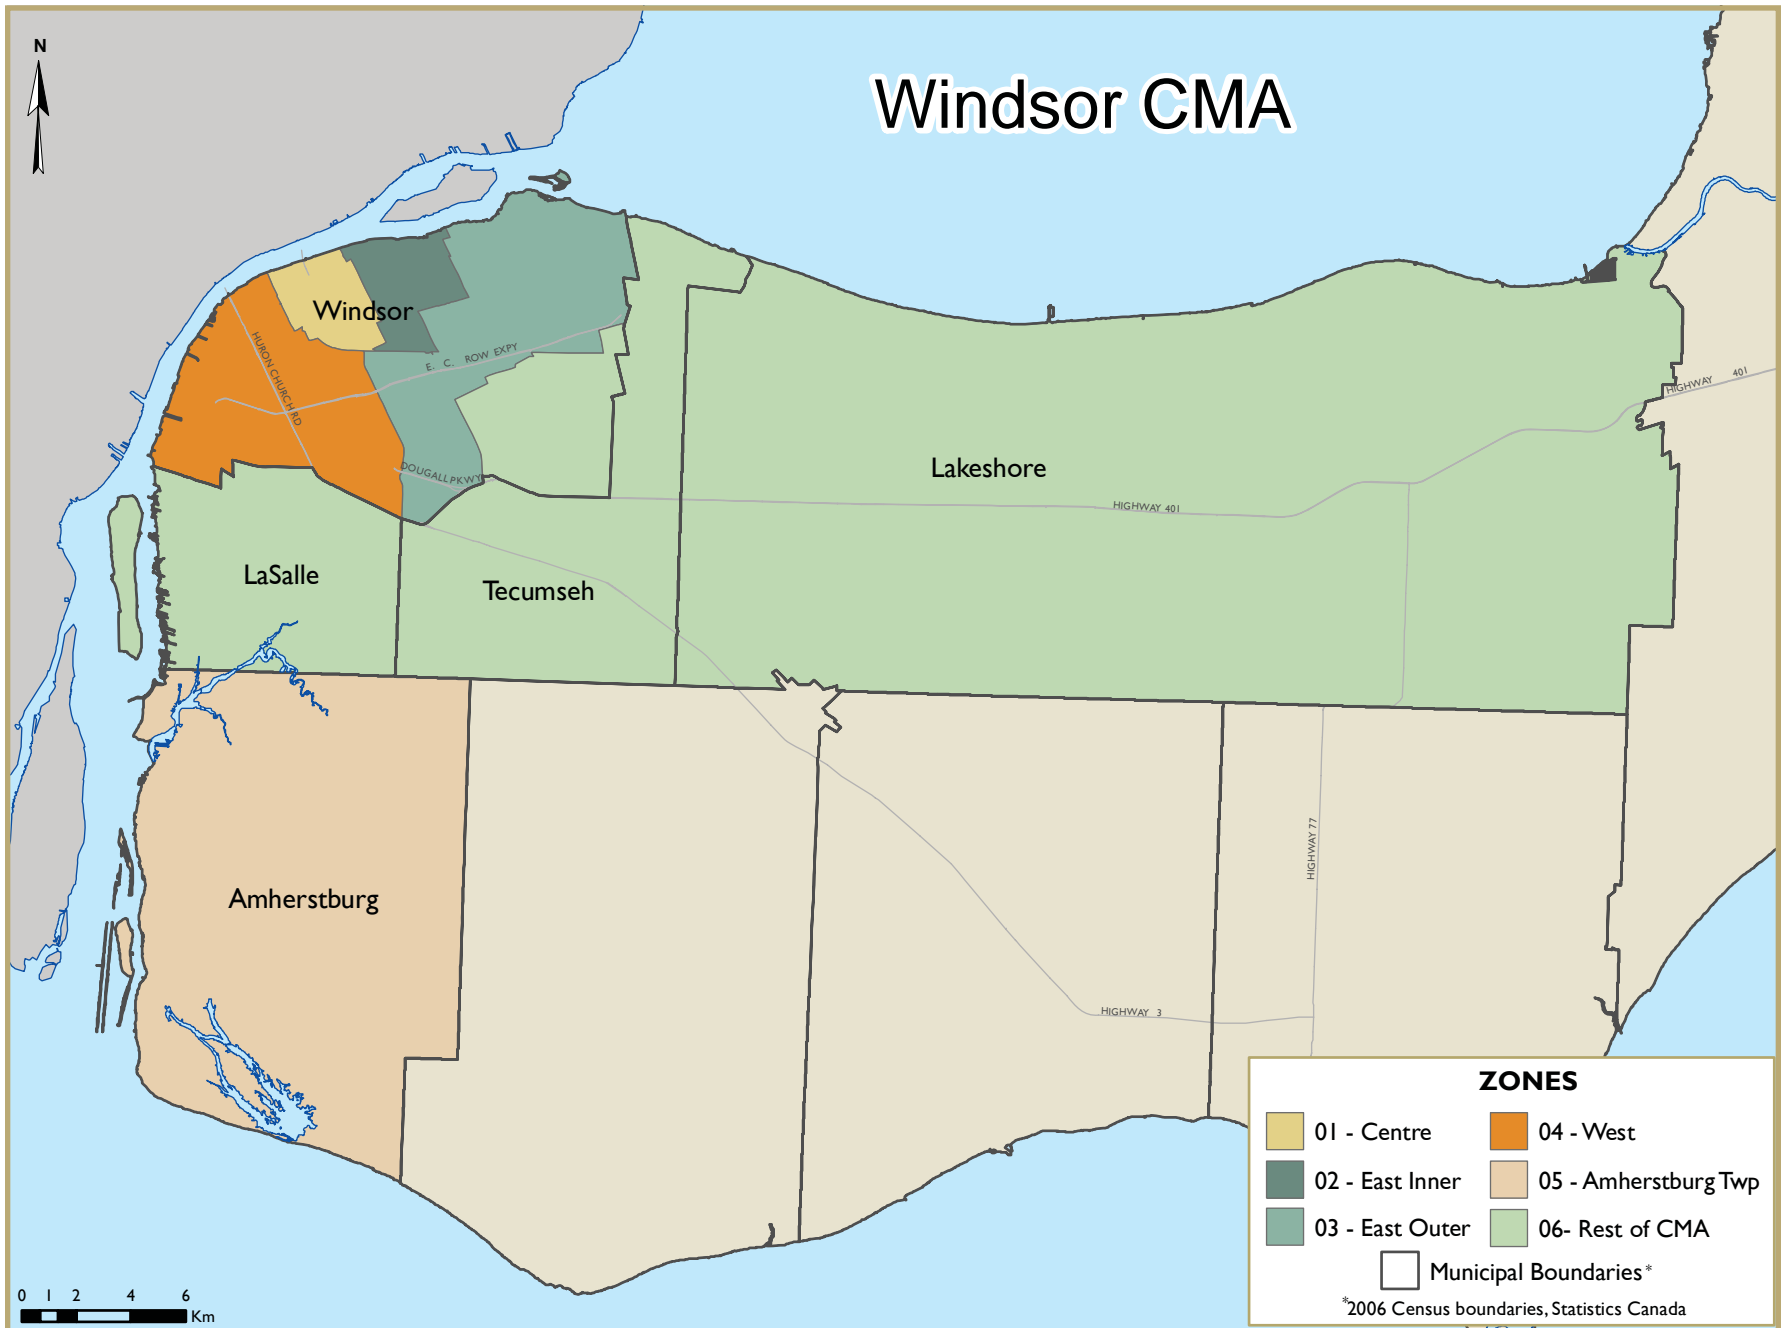 N
Windsor CMA
Windsor
HURON CHURCH RD
E. C. ROW EXPY
DOUGALL PKWY
Lakeshore
HIGHWAY 401
HIGHWAY 401
LaSalle
Tecumseh
Amherstburg
HIGHWAY 77
HIGHWAY 3
ZONES
01 - Centre
02 - East Inner
03 - East Outer
04 - West
05 - Amherstburg Twp
06- Rest of CMA
Municipal Boundaries*
*2006 Census boundaries, Statistics Canada
0 1 2 4 6
Km